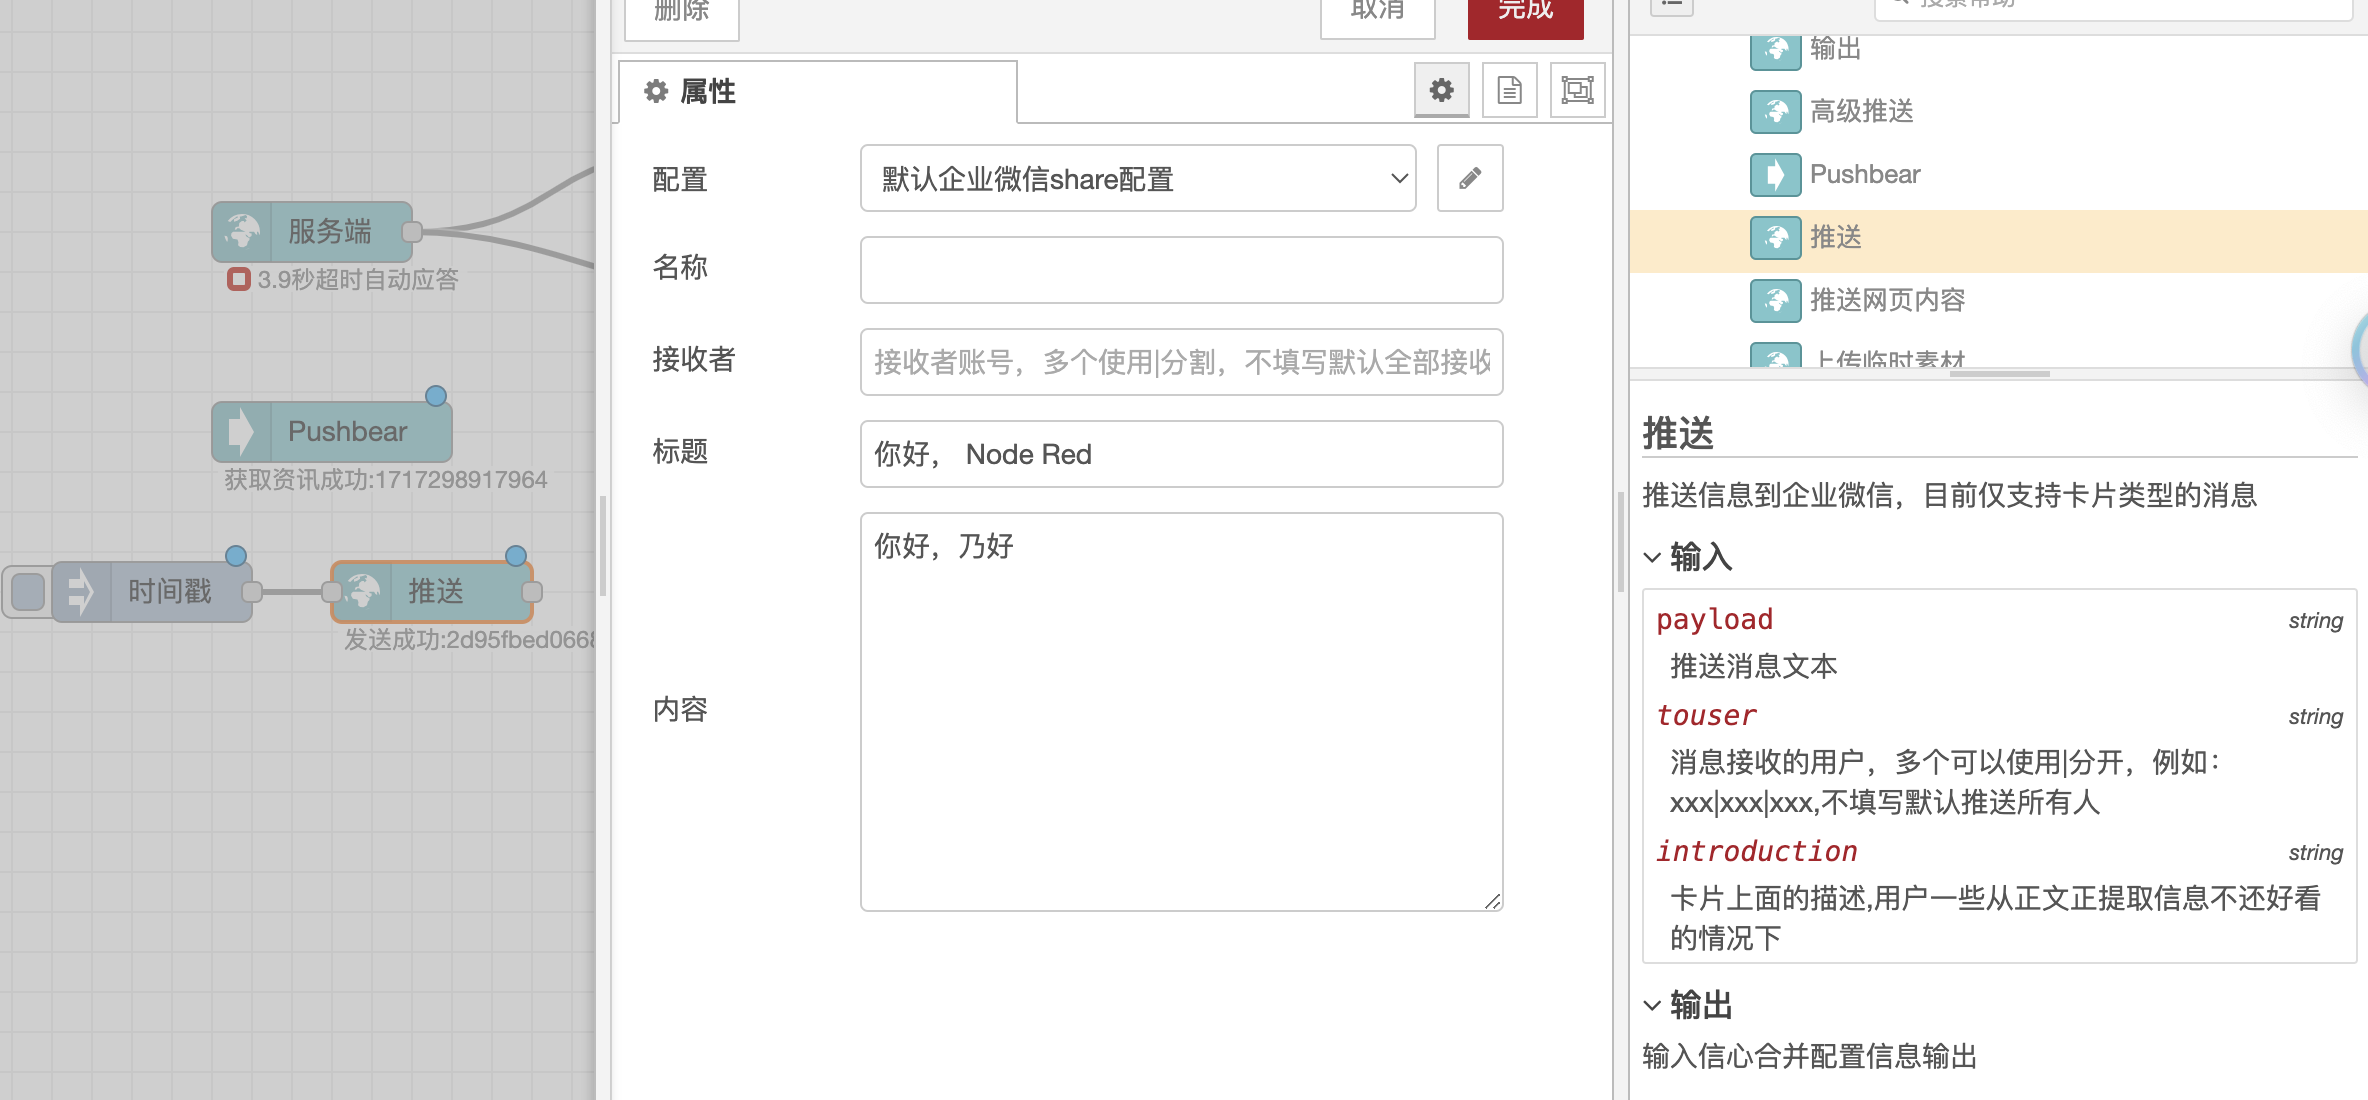 服务端
3.9秒超时自动应答
Pushbear
获取资讯成功:1717298917964
时间戳
推送
发送成功:2d95fbed066
删除
取消
完成
属性
配置
默认企业微信share配置
名称
接收者
接收者账号，多个使用|分割，不填写默认全部接收
标题
你好， Node Red
内容
你好，乃好
搜索帮助
输出
高级推送
Pushbear
推送
推送网页内容
上传临时素材
推送
推送信息到企业微信，目前仅支持卡片类型的消息
输入
payload string
推送消息文本
touser string
消息接收的用户，多个可以使用|分开，例如：
xxx|xxx|xxx,不填写默认推送所有人
introduction string
卡片上面的描述,用户一些从正文正提取信息不还好看
的情况下
输出
输入信心合并配置信息输出